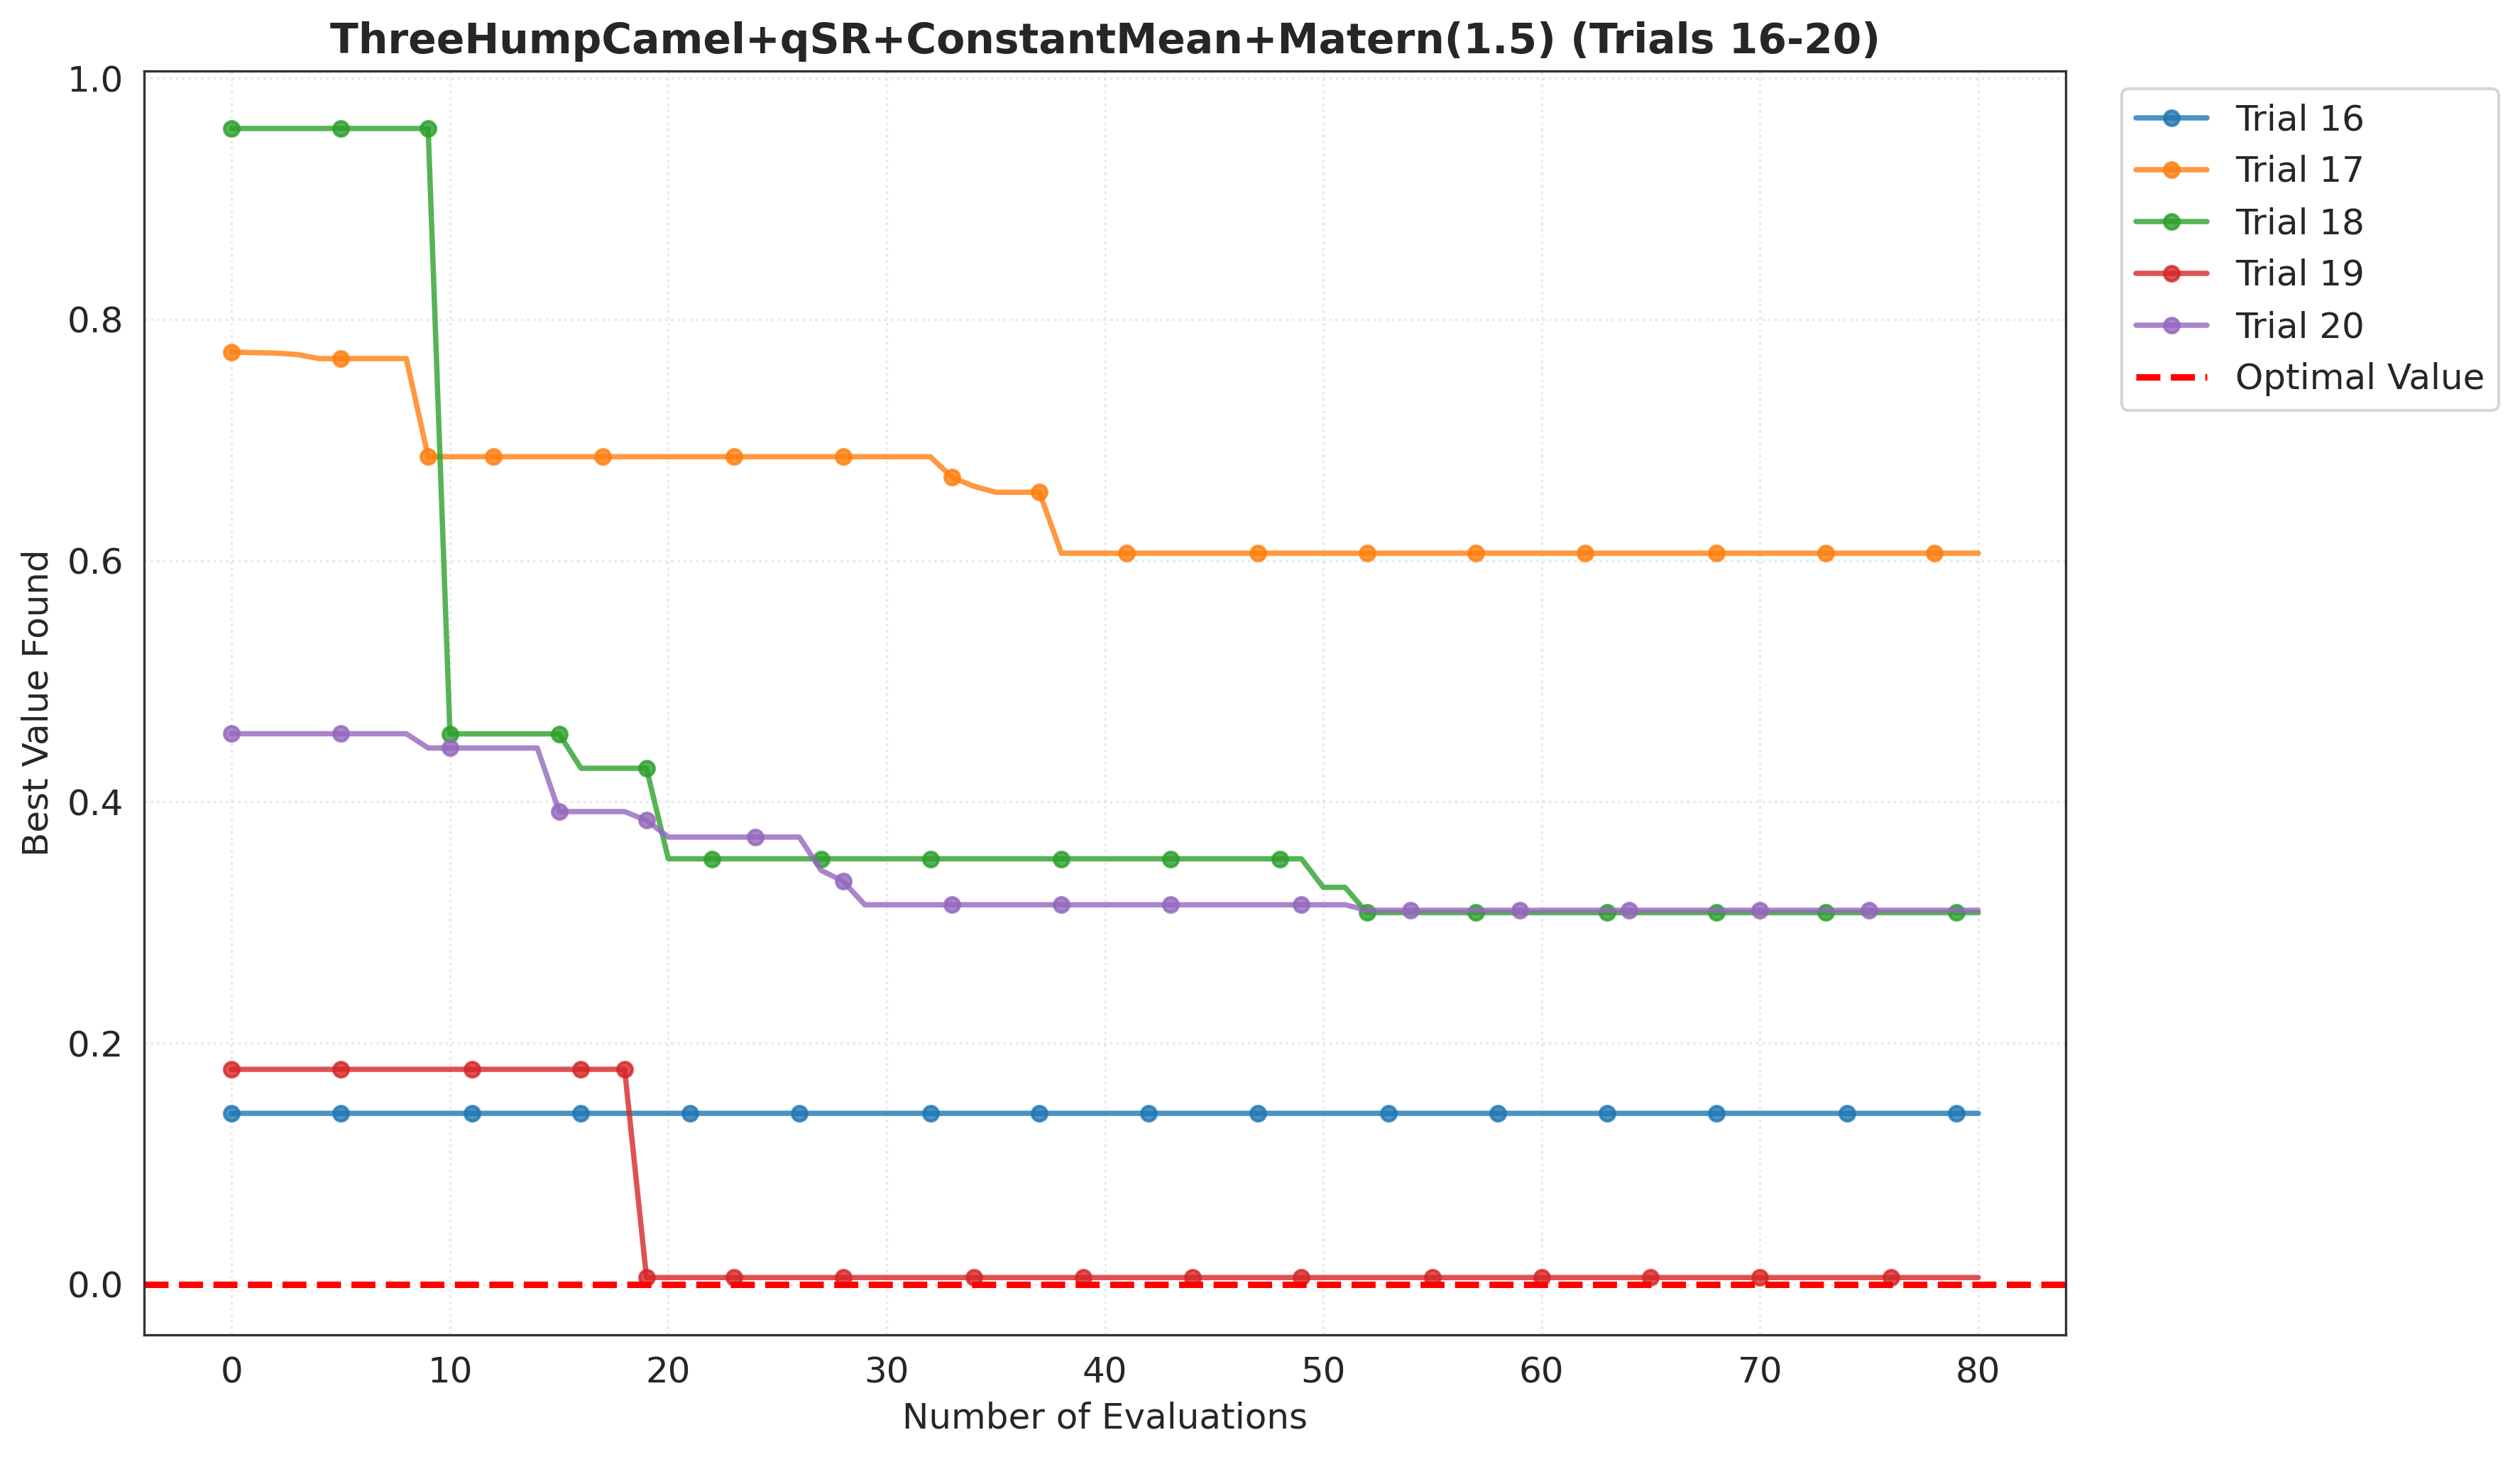 ThreeHumpCamel+qSR+ConstantMean+Matern(1.5) (Trials 16-20)
1.0
0.8
0.6
0.4
0.2
0.0
Best Value Found
0 10 20 30 40 50 60 70 80
Number of Evaluations
Trial 16
Trial 17
Trial 18
Trial 19
Trial 20
Optimal Value